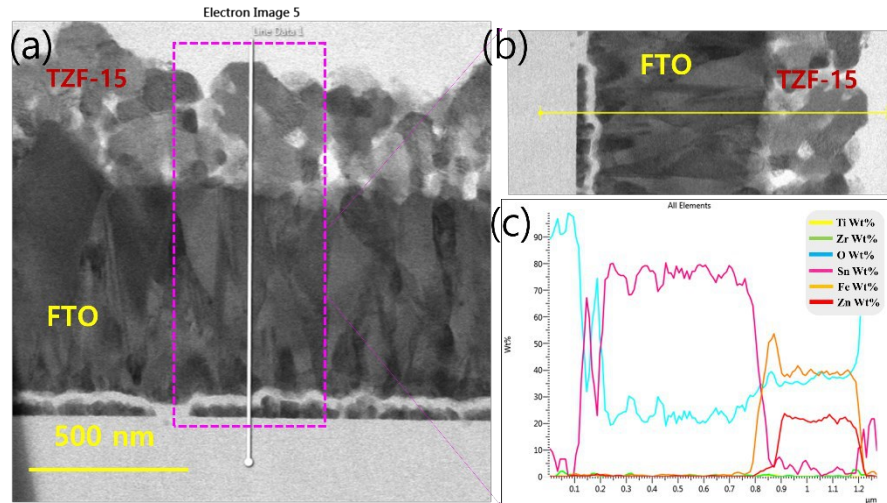 Electron Image 5
(a)
Line Data 1
TZF-15
FTO
500 nm
(b)
FTO
TZF-15
(c)
All Elements
Wt%
90
80
70
60
50
40
30
20
10
0
0.1 0.2 0.3 0.4 0.5 0.6 0.7 0.8 0.9 1 1.1 1.2
µm
Ti Wt%
Zr Wt%
O Wt%
Sn Wt%
Fe Wt%
Zn Wt%